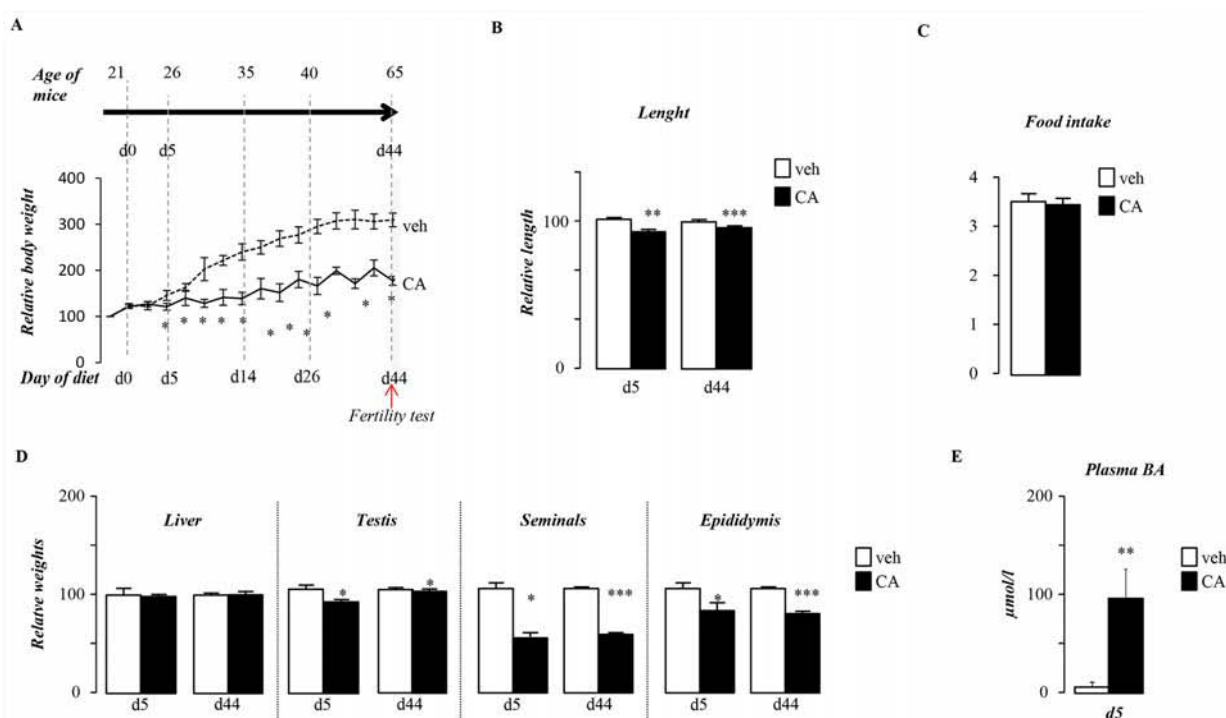 A
Age of
mice
21 26 35 40 65
d0 d5 d44
Relative body weight
400
300
200
100
0
veh
CA
* * * * * * * * * * *
Day of diet d0 d5 d14 d26 d44
Fertility test
B
Lenght
veh
CA
Relative length
100
0
** ***
d5 d44
C
Food intake
veh
CA
4
3
2
1
0
D
Relatve weights
200
100
0
Liver Testis Seminals Epididymis
veh
CA
* * * *** * ***
d5 d44 d5 d44 d5 d44 d5 d44
E
Plasma BA
µmol/l
200
100
0
**
veh
CA
d5